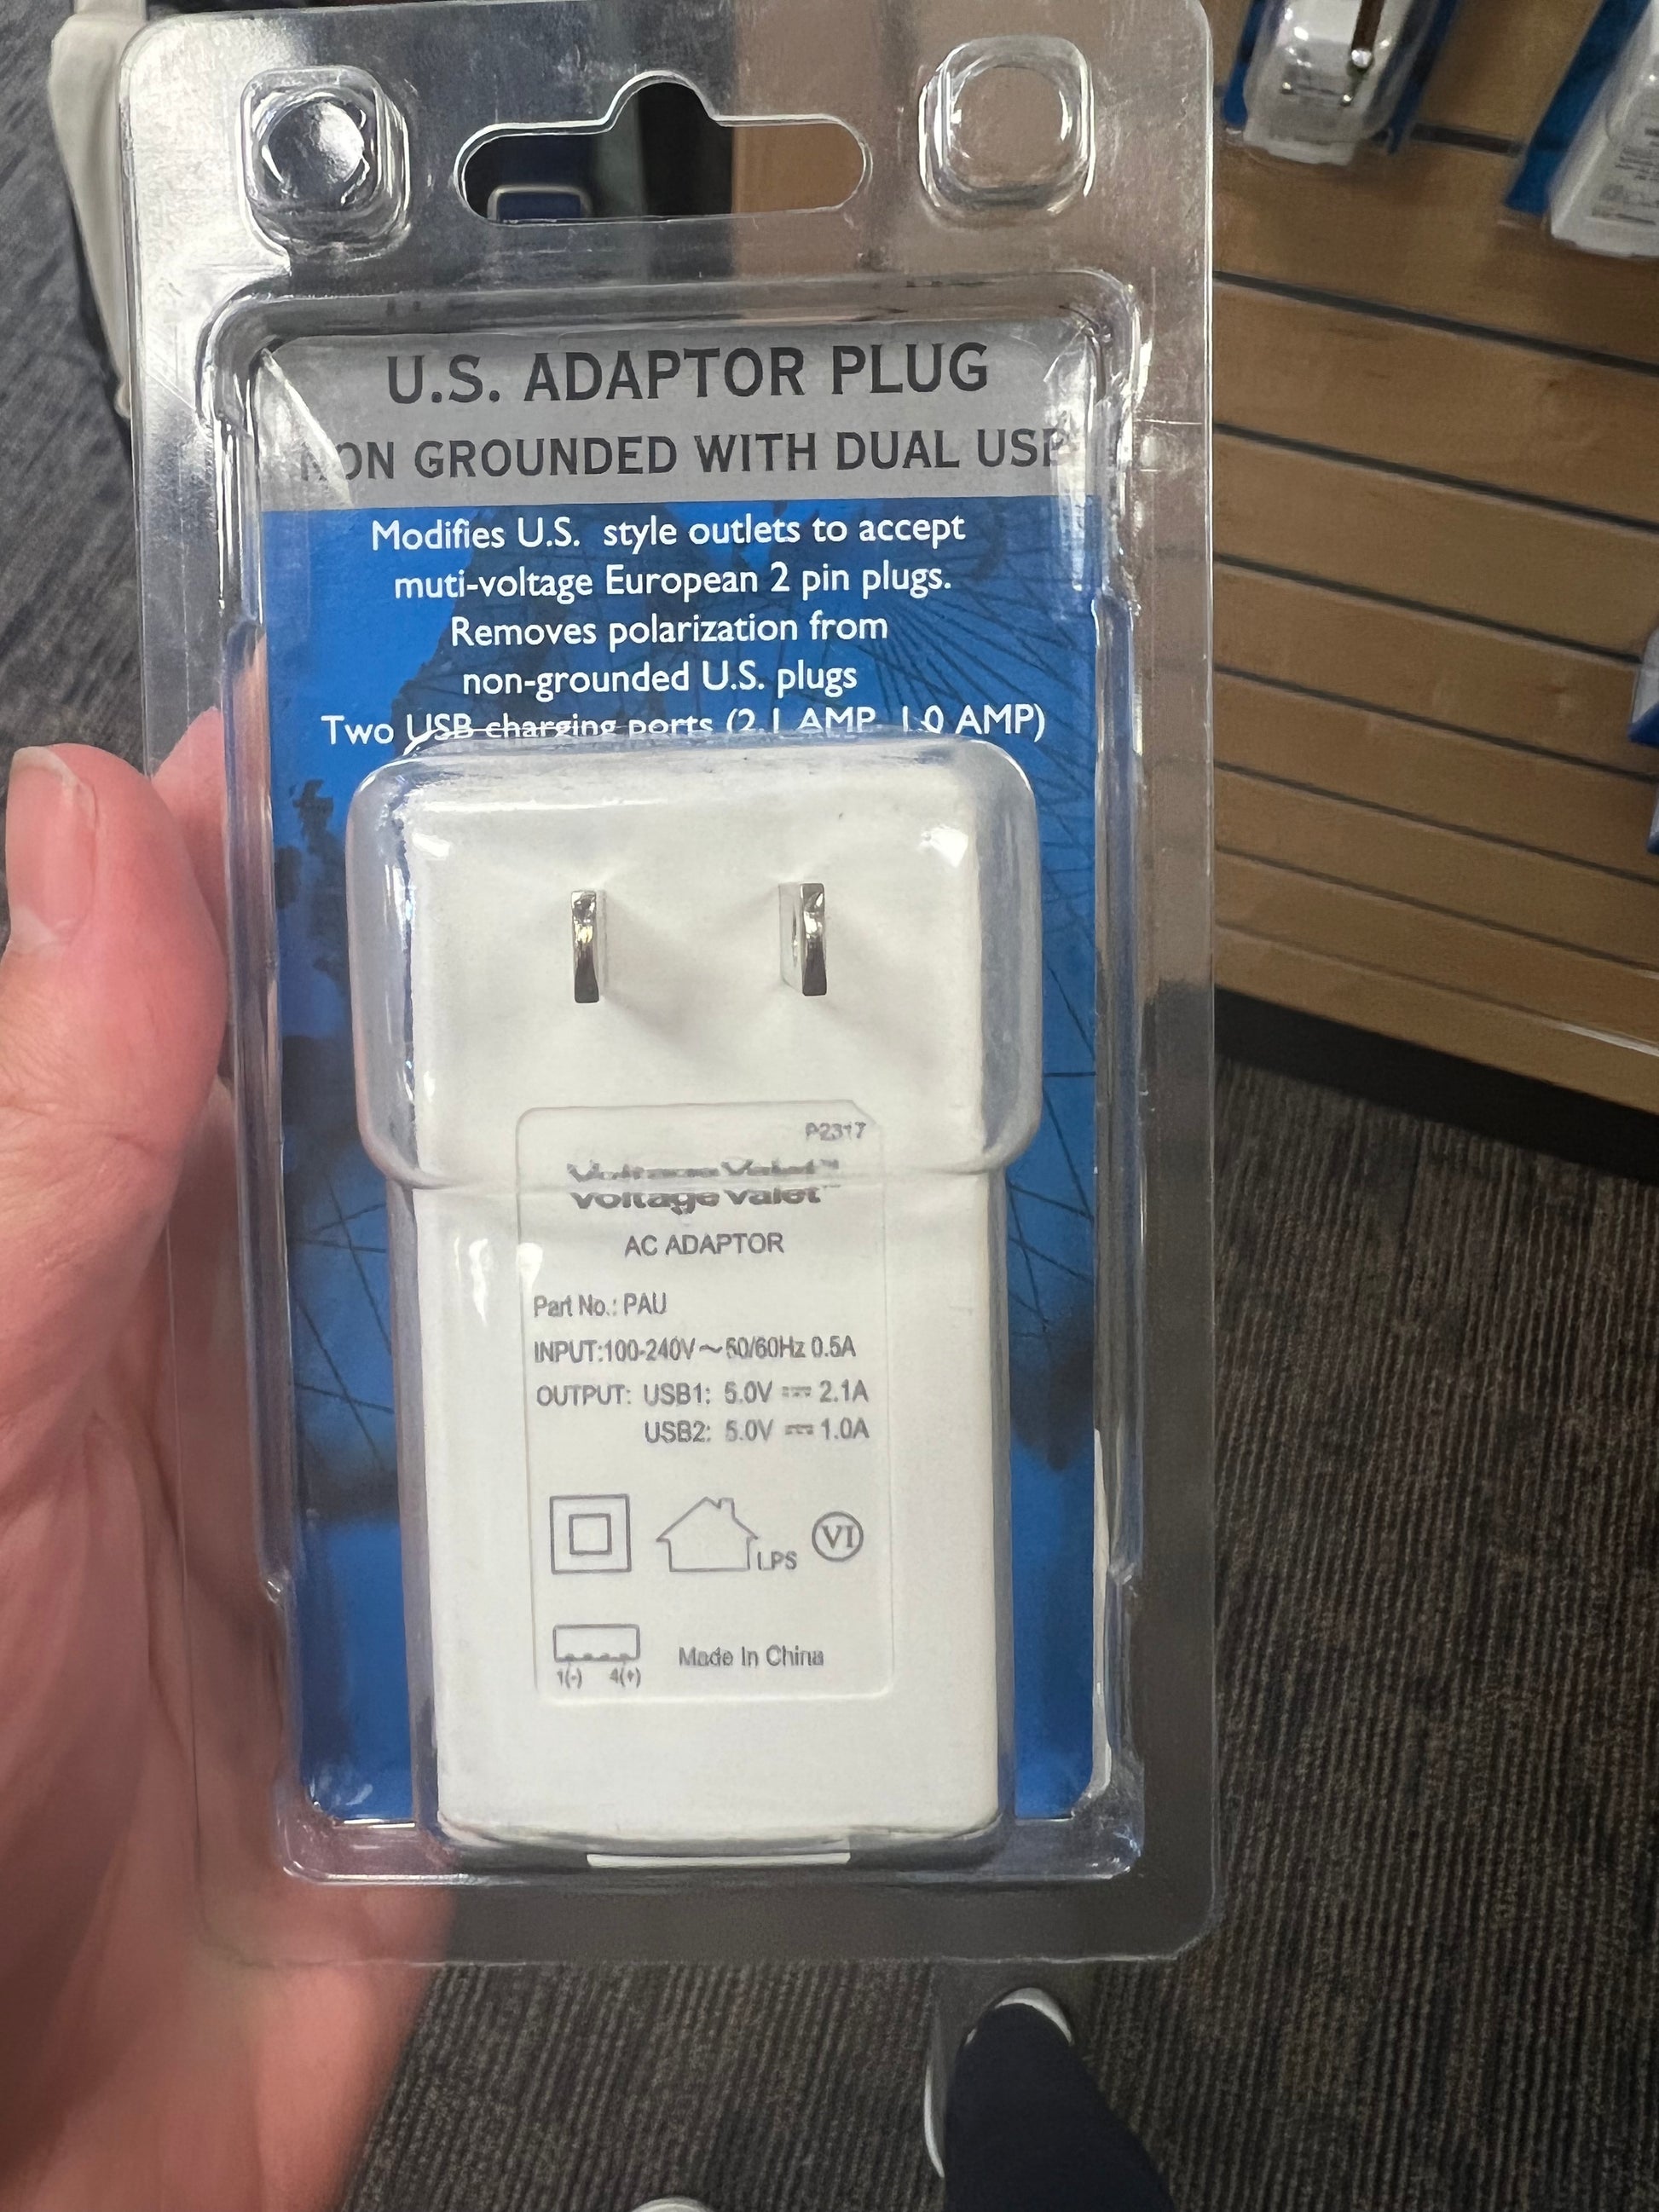 U.S. ADAPTOR PLUG
NON GROUNDED WITH DUAL USB
Modifies U.S. style outlets to accept
muti-voltage European 2 pin plugs.
Removes polarization from
non-grounded U.S. plugs
Two USB charging ports (2.1 AMP, 1.0 AMP)
P2317
Voltage Valet™
AC ADAPTOR
Part No.: PAU
INPUT:100-240V~50/60Hz 0.5A
OUTPUT: USB1: 5.0V ⎓ 2.1A
USB2: 5.0V ⎓ 1.0A
LPS
VI
1(-) 4(+)
Made In China